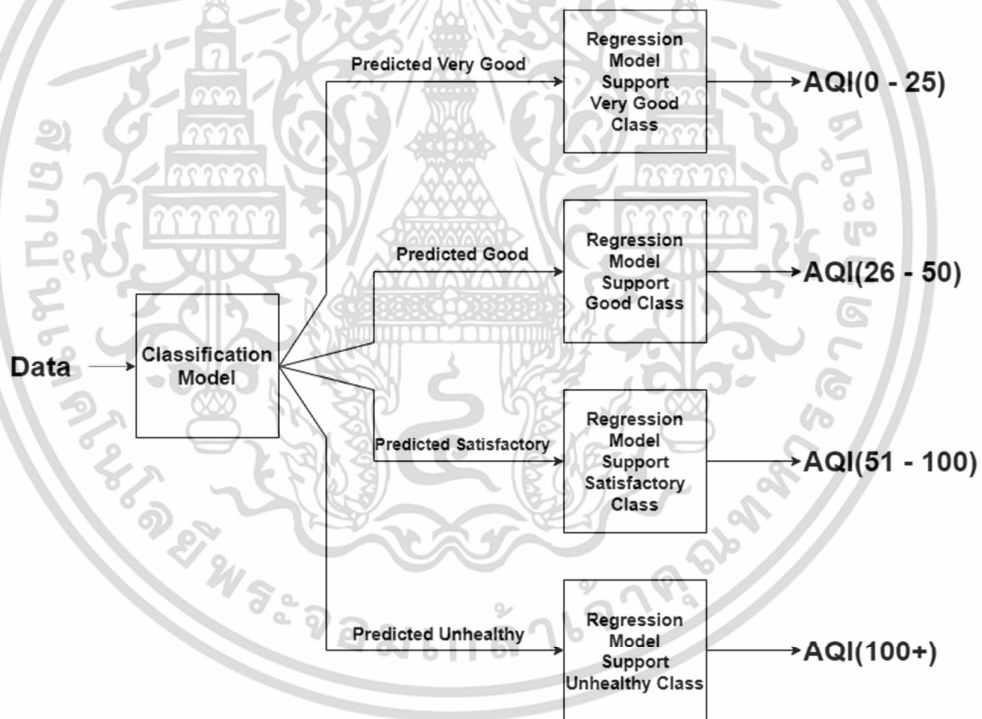 Predicted Very Good
Regression
Model
Support
Very Good
Class
AQI(0 - 25)
Predicted Good
Regression
Model
Support
Good Class
AQI(26 - 50)
Data
Classification
Model
Predicted Satisfactory
Regression
Model
Support
Satisfactory
Class
AQI(51 - 100)
Predicted Unhealthy
Regression
Model
Support
Unhealthy Class
AQI(100+)